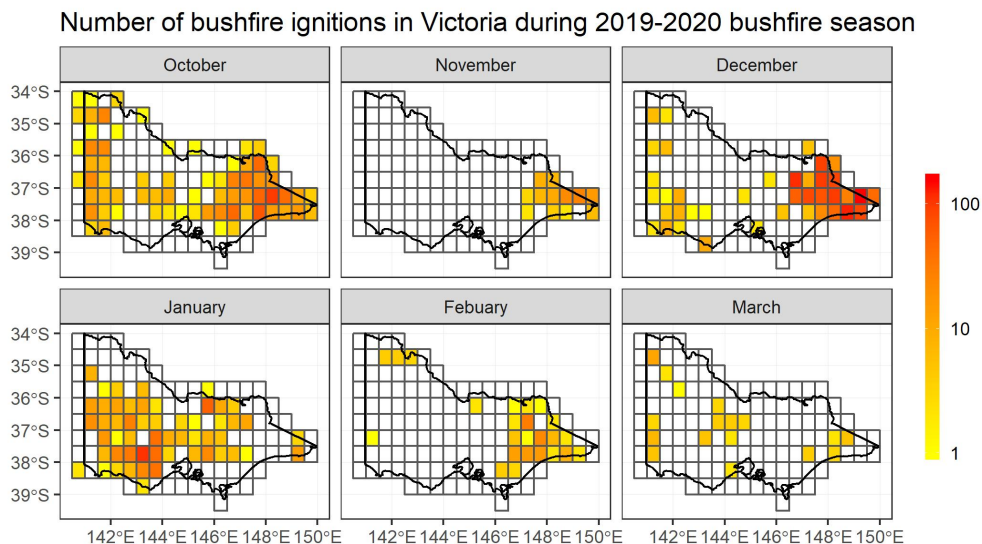 Number of bushfire ignitions in Victoria during 2019-2020 bushfire season
October
November
December
34°S
35°S
36°S
37°S
38°S
39°S
100
10
1
January
Febuary
March
34°S
35°S
36°S
37°S
38°S
39°S
142°E 144°E 146°E 148°E 150°E
142°E 144°E 146°E 148°E 150°E
142°E 144°E 146°E 148°E 150°E